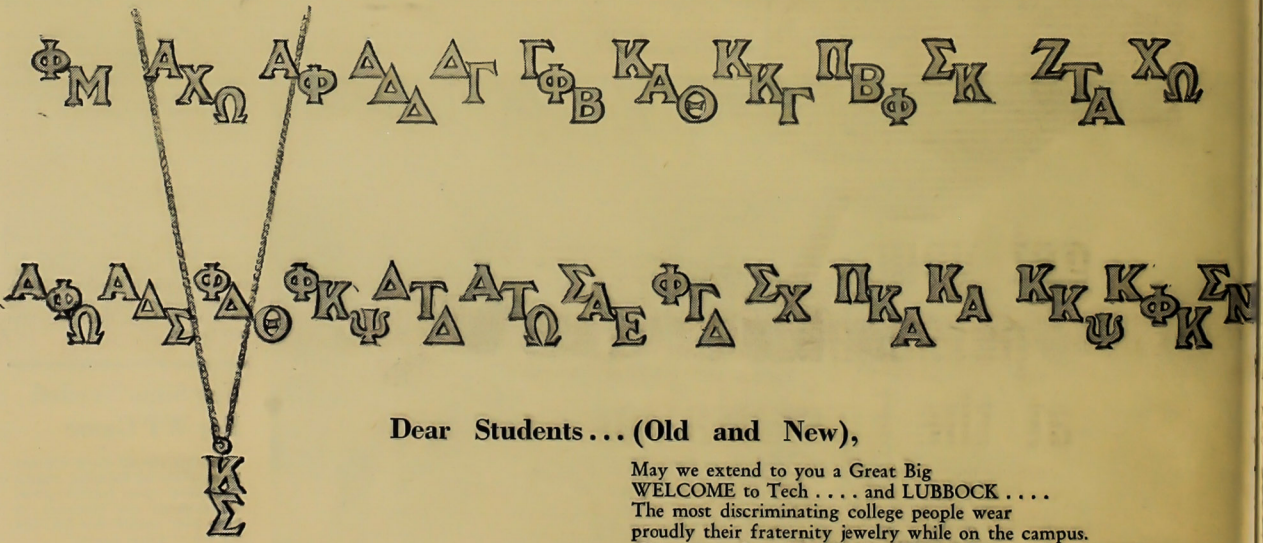 ΦΜ ΑΧΩ ΑΦ ΔΔΔ ΔΓ ΓΦΒ ΚΑΘ ΚΚΓ ΠΒΦ ΣΚ ΖΤΑ ΧΩ
ΑΦΩ ΑΔΣ ΦΔΘ ΦΚΨ ΔΤΔ ΑΤΩ ΣΑΕ ΦΓΔ ΣΧ ΠΚΑ ΚΑ ΚΚΨ ΚΦΚ ΣΝ
ΚΣ
Dear Students... (Old and New),
May we extend to you a Great Big
WELCOME to Tech .... and LUBBOCK ....
The most discriminating college people wear
proudly their fraternity jewelry while on the campus.